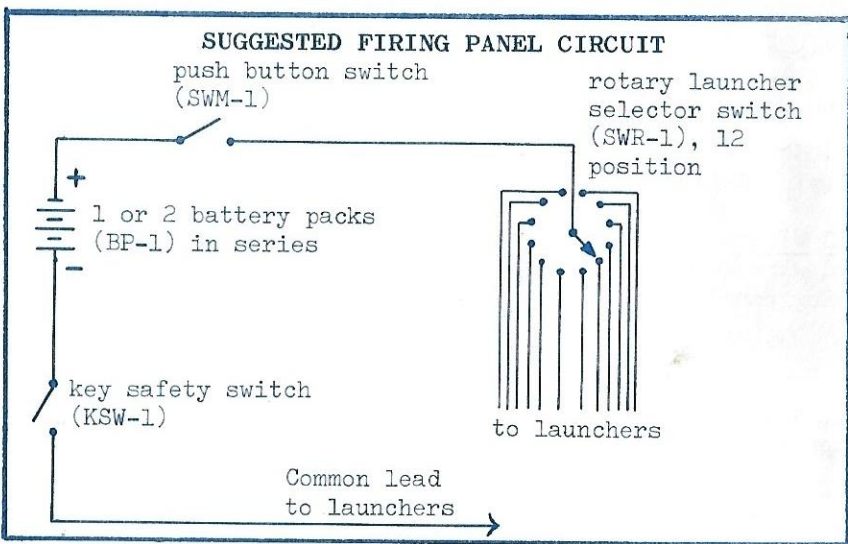 SUGGESTED FIRING PANEL CIRCUIT
push button switch
(SWM-1)
rotary launcher
selector switch
(SWR-1), 12
position
+
1 or 2 battery packs
(BP-1) in series
-
key safety switch
(KSW-1)
to launchers
Common lead
to launchers